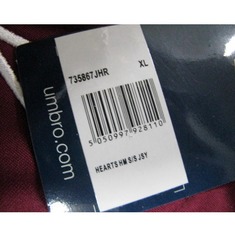 735867JHR XL
5 050997 928110
HEARTS HM S/S JSY
umbro.com